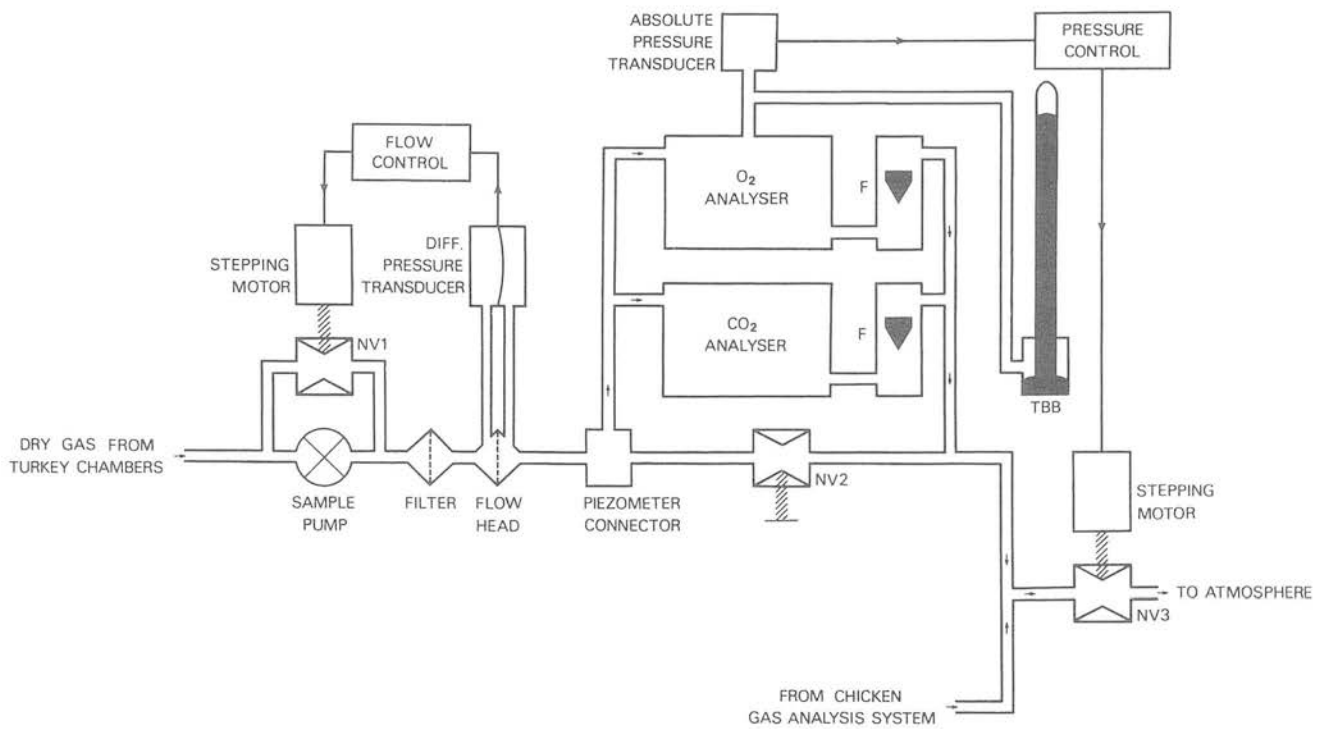 ABSOLUTE
PRESSURE
TRANSDUCER
PRESSURE
CONTROL
FLOW
CONTROL
O₂
ANALYSER
F
STEPPING
MOTOR
DIFF.
PRESSURE
TRANSDUCER
CO₂
ANALYSER
F
NV1
TBB
DRY GAS FROM
TURKEY CHAMBERS
SAMPLE
PUMP
FILTER
FLOW
HEAD
PIEZOMETER
CONNECTOR
NV2
STEPPING
MOTOR
TO ATMOSPHERE
NV3
FROM CHICKEN
GAS ANALYSIS SYSTEM